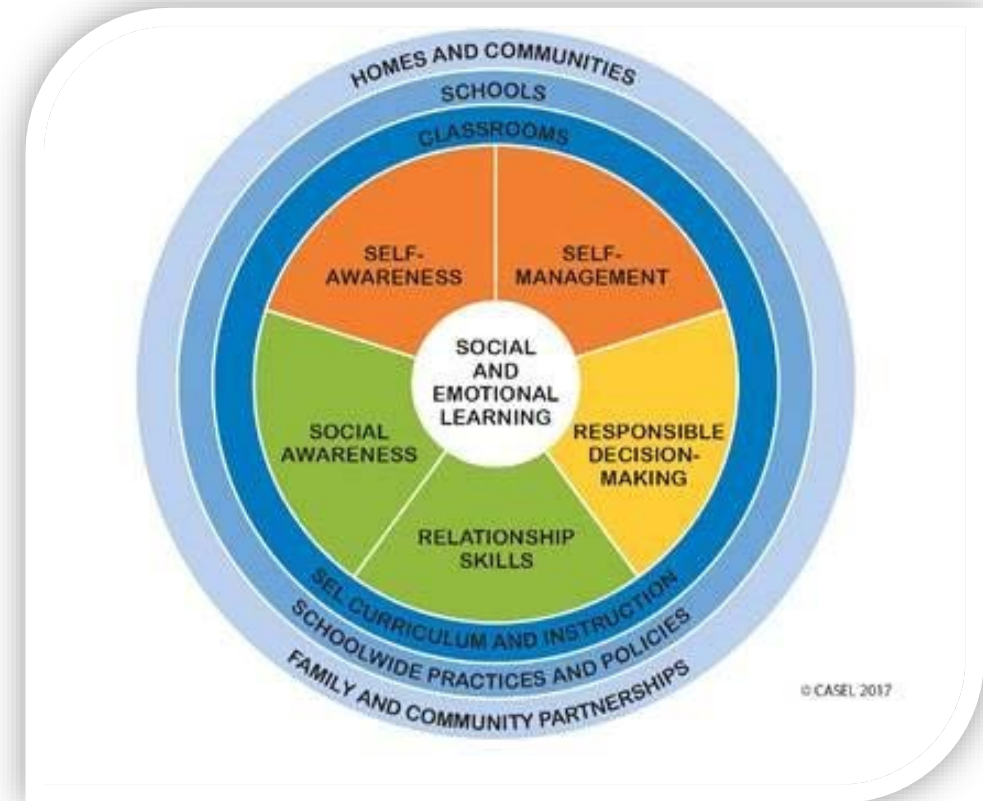 HOMES AND COMMUNITIES
SCHOOLS
CLASSROOMS
SELF-
AWARENESS
SELF-
MANAGEMENT
SOCIAL
AND
EMOTIONAL
LEARNING
SOCIAL
AWARENESS
RESPONSIBLE
DECISION-
MAKING
RELATIONSHIP
SKILLS
SEL CURRICULUM AND INSTRUCTION
SCHOOLWIDE PRACTICES AND POLICIES
FAMILY AND COMMUNITY PARTNERSHIPS
© CASEL 2017